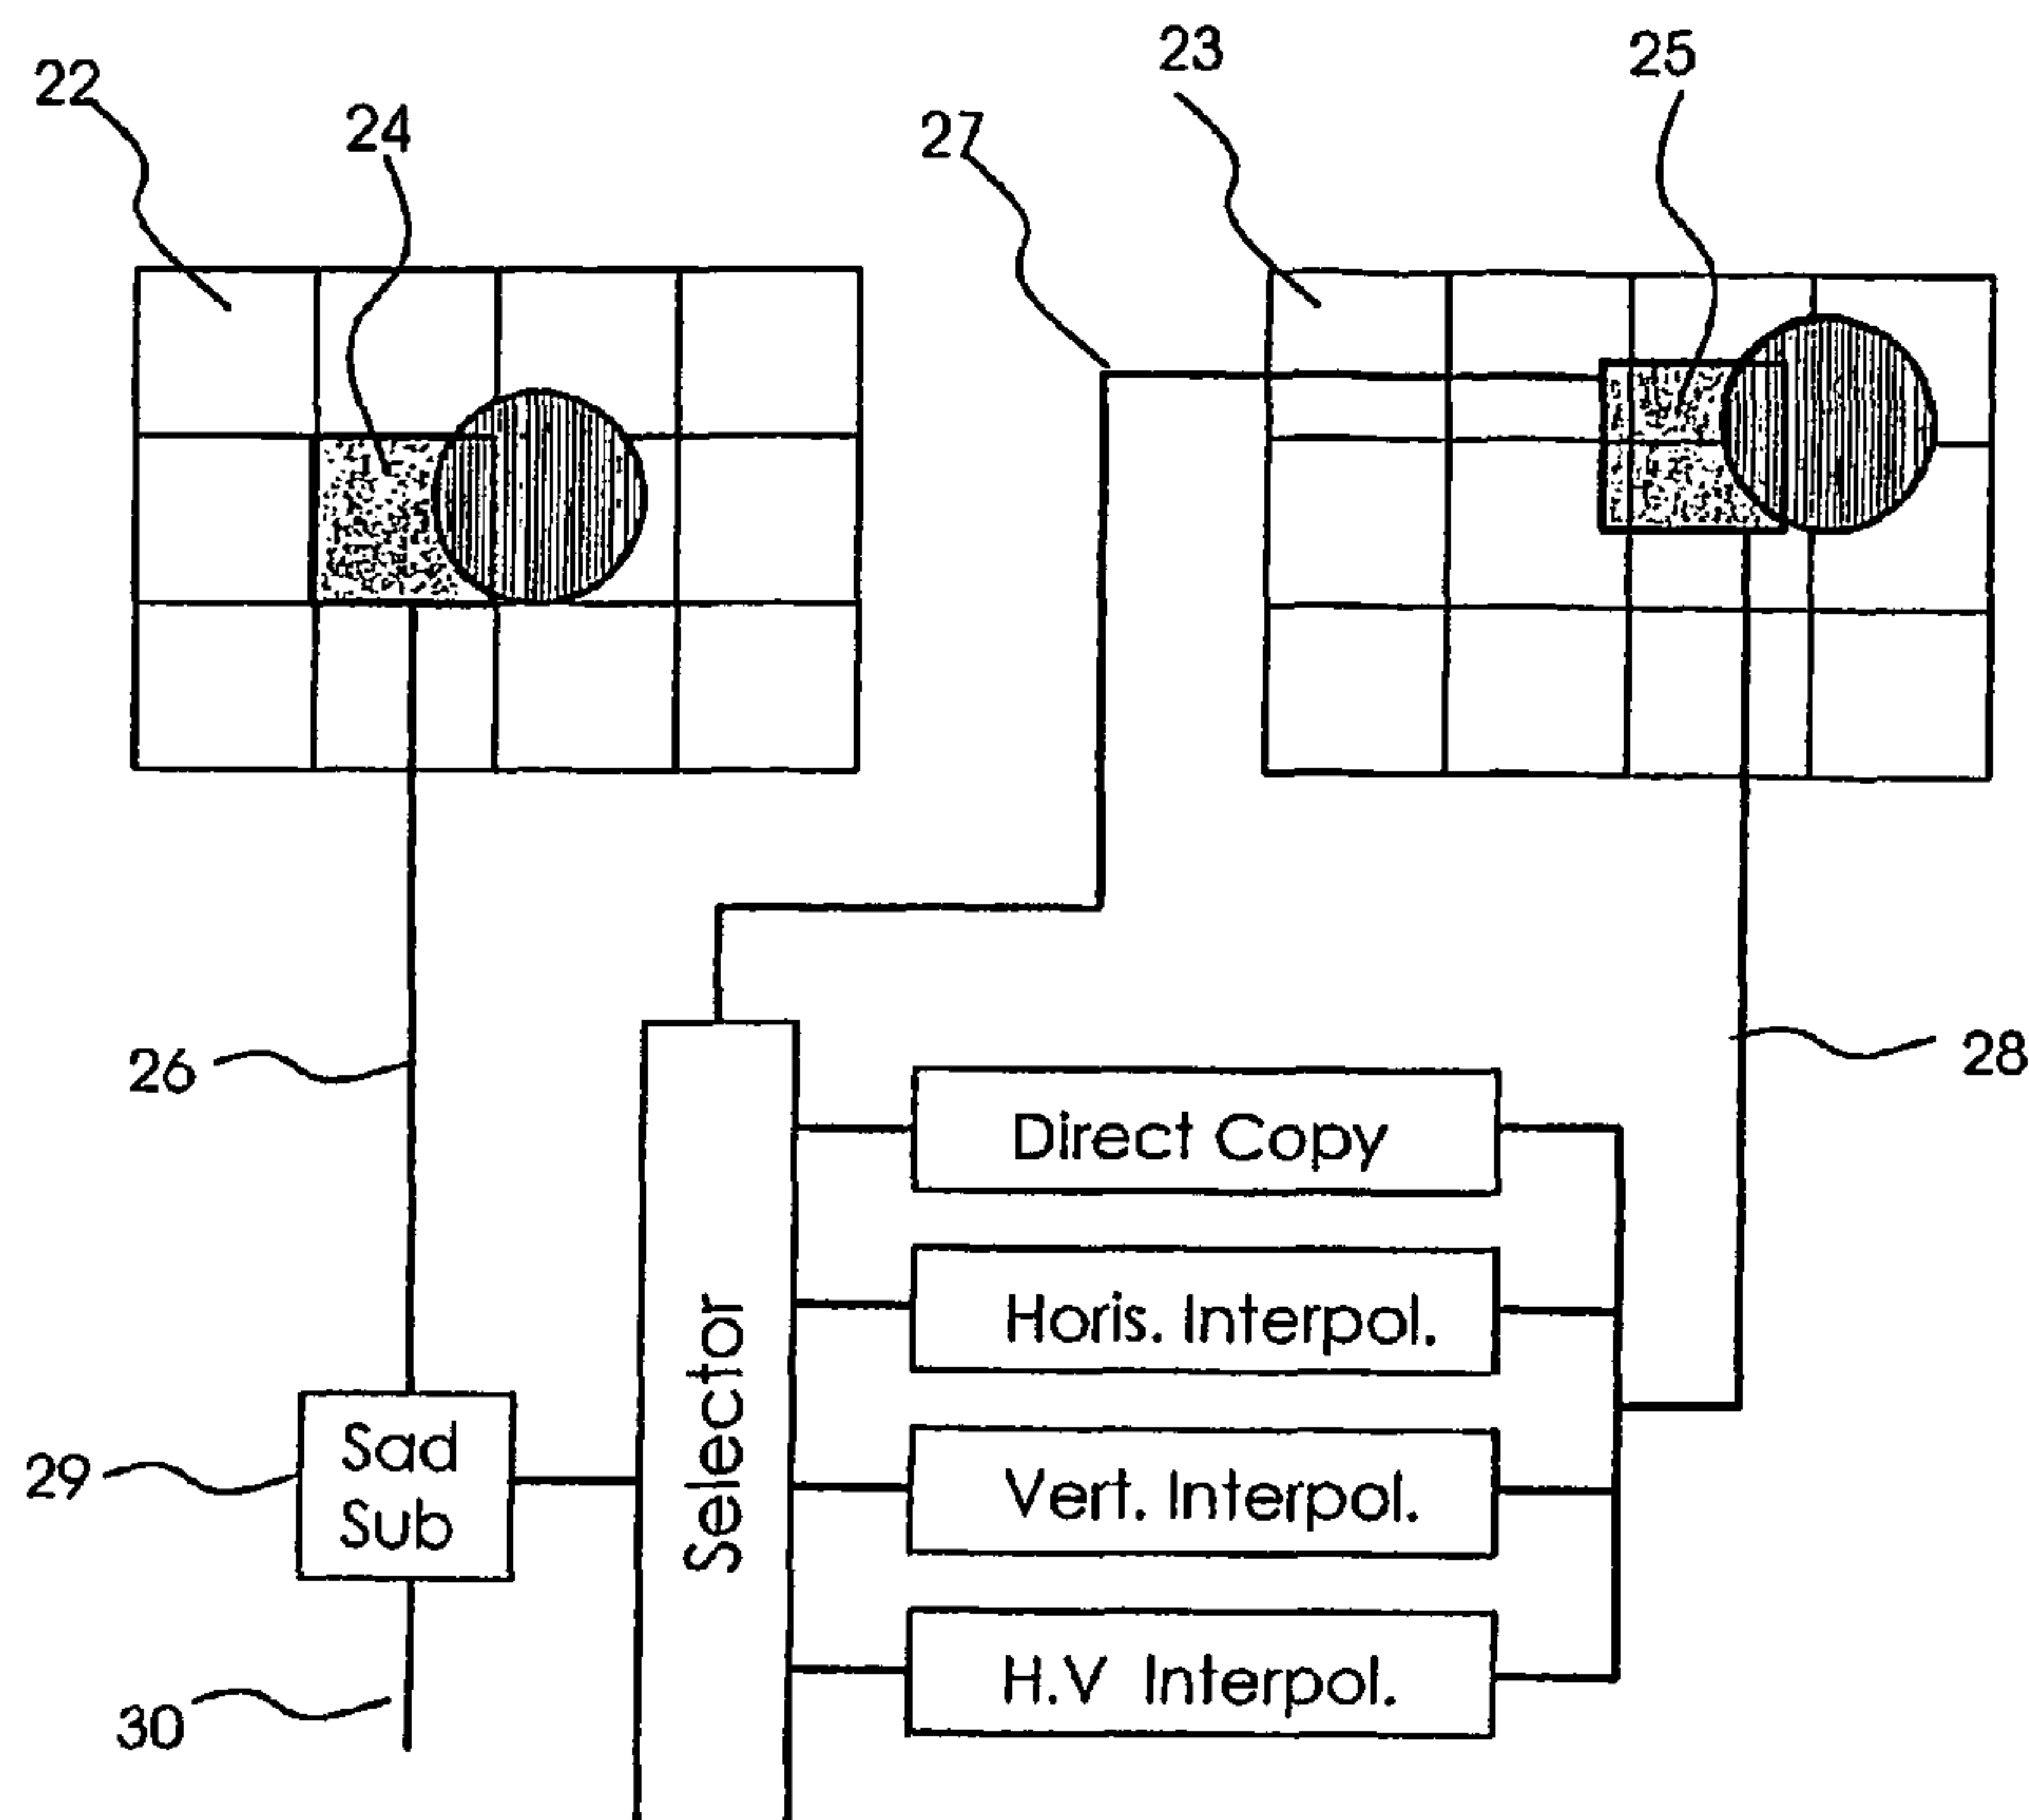 22
24
27
23
25
26
28
Direct Copy
Horis. Interpol.
Vert. Interpol.
H.V Interpol.
Selector
29
Sad
Sub
30